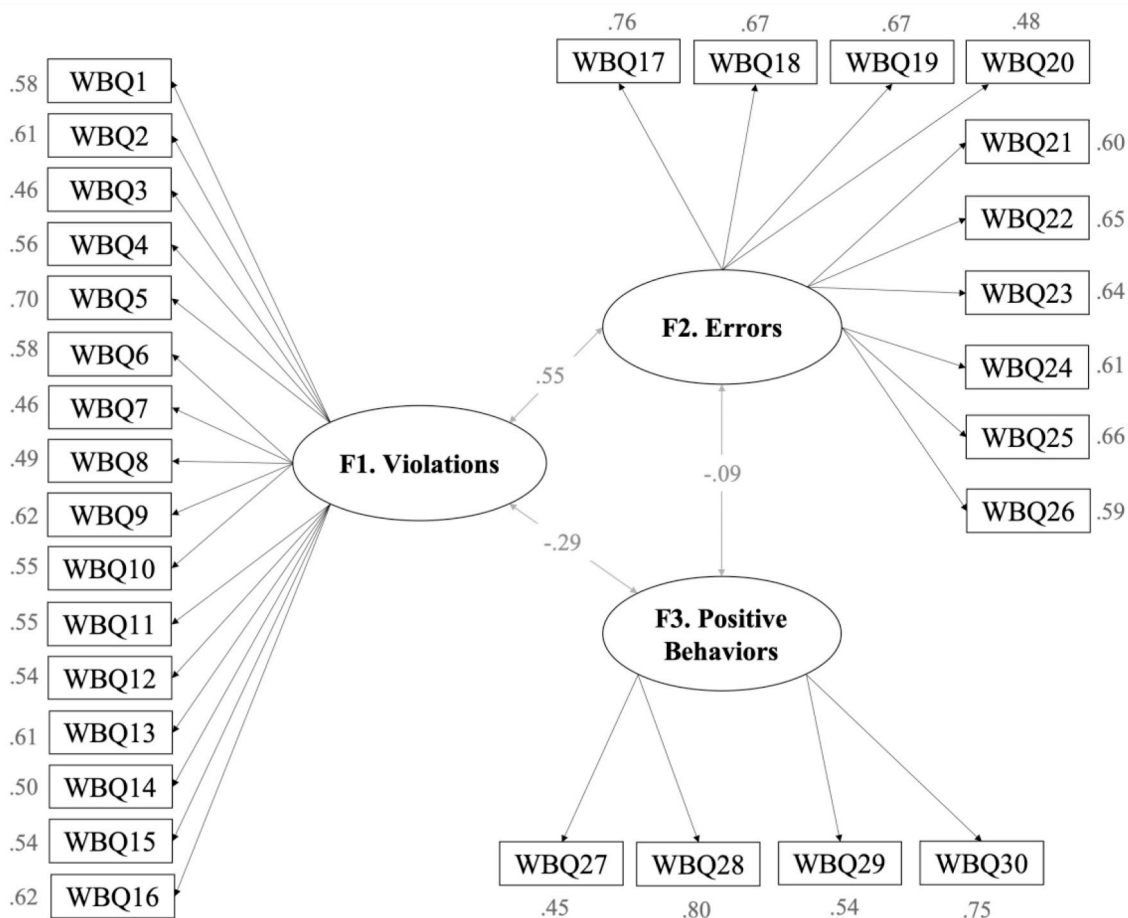 .76 .67 .67 .48
WBQ17 WBQ18 WBQ19 WBQ20
.58 WBQ1
.61 WBQ2
.46 WBQ3
.56 WBQ4
.70 WBQ5
.58 WBQ6
.46 WBQ7
.49 WBQ8
.62 WBQ9
.55 WBQ10
.55 WBQ11
.54 WBQ12
.61 WBQ13
.50 WBQ14
.54 WBQ15
.62 WBQ16
WBQ21 .60
WBQ22 .65
WBQ23 .64
WBQ24 .61
WBQ25 .66
WBQ26 .59
F2. Errors
.55
F1. Violations
-.09
-.29
F3. Positive
Behaviors
WBQ27 WBQ28 WBQ29 WBQ30
.45 .80 .54 .75